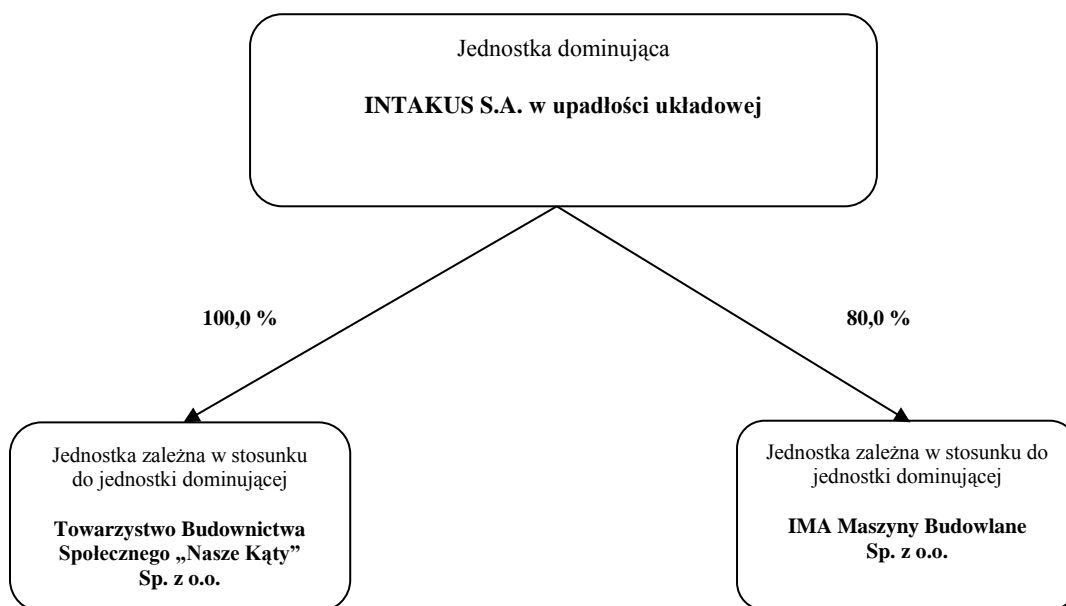 Jednostka dominująca
INTAKUS S.A. w upadłości układowej
100,0 %
80,0 %
Jednostka zależna w stosunku
do jednostki dominującej
Towarzystwo Budownictwa
Społecznego „Nasze Kąty”
Sp. z o.o.
Jednostka zależna w stosunku do
jednostki dominującej
IMA Maszyny Budowlane
Sp. z o.o.